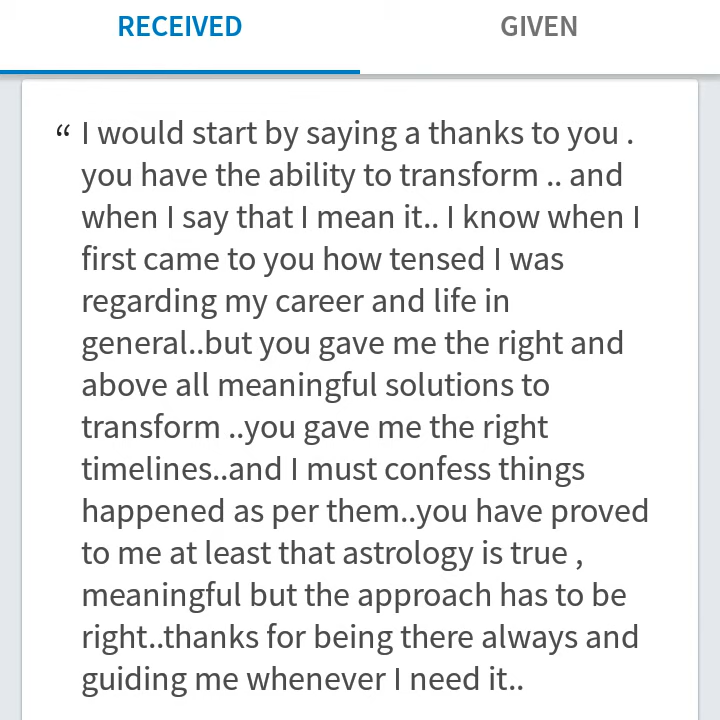 RECEIVED GIVEN
“ I would start by saying a thanks to you .
you have the ability to transform .. and
when I say that I mean it.. I know when I
first came to you how tensed I was
regarding my career and life in
general..but you gave me the right and
above all meaningful solutions to
transform ..you gave me the right
timelines..and I must confess things
happened as per them..you have proved
to me at least that astrology is true ,
meaningful but the approach has to be
right..thanks for being there always and
guiding me whenever I need it..